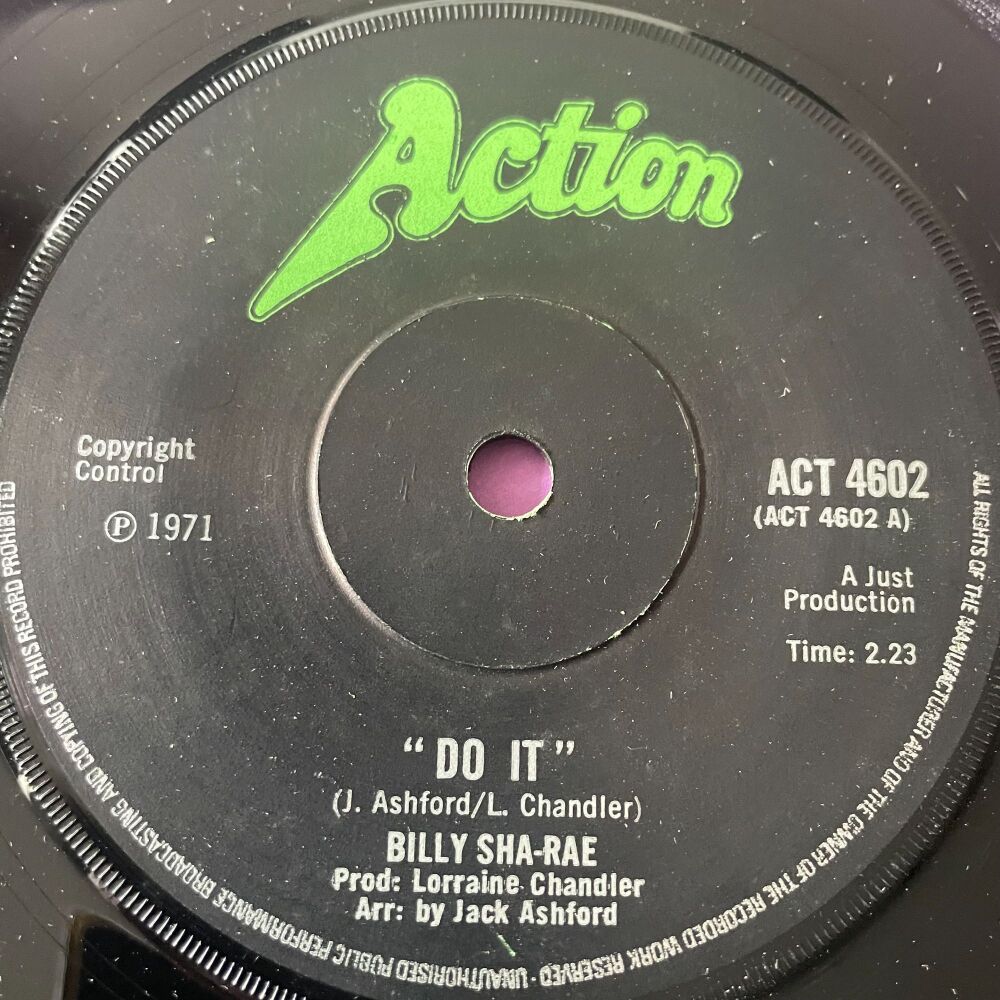 Action
Copyright
Control
Ⓟ 1971
ACT 4602
(ACT 4602 A)
A Just
Production
Time: 2.23
“ DO IT ”
(J. Ashford/L. Chandler)
BILLY SHA-RAE
Prod: Lorraine Chandler
Arr: by Jack Ashford
ALL RIGHTS OF THE MANUFACTURER AND OF THE OWNER OF THE RECORDED WORK RESERVED · UNAUTHORISED PUBLIC PERFORMANCE BROADCASTING AND COPYING OF THIS RECORD PROHIBITED